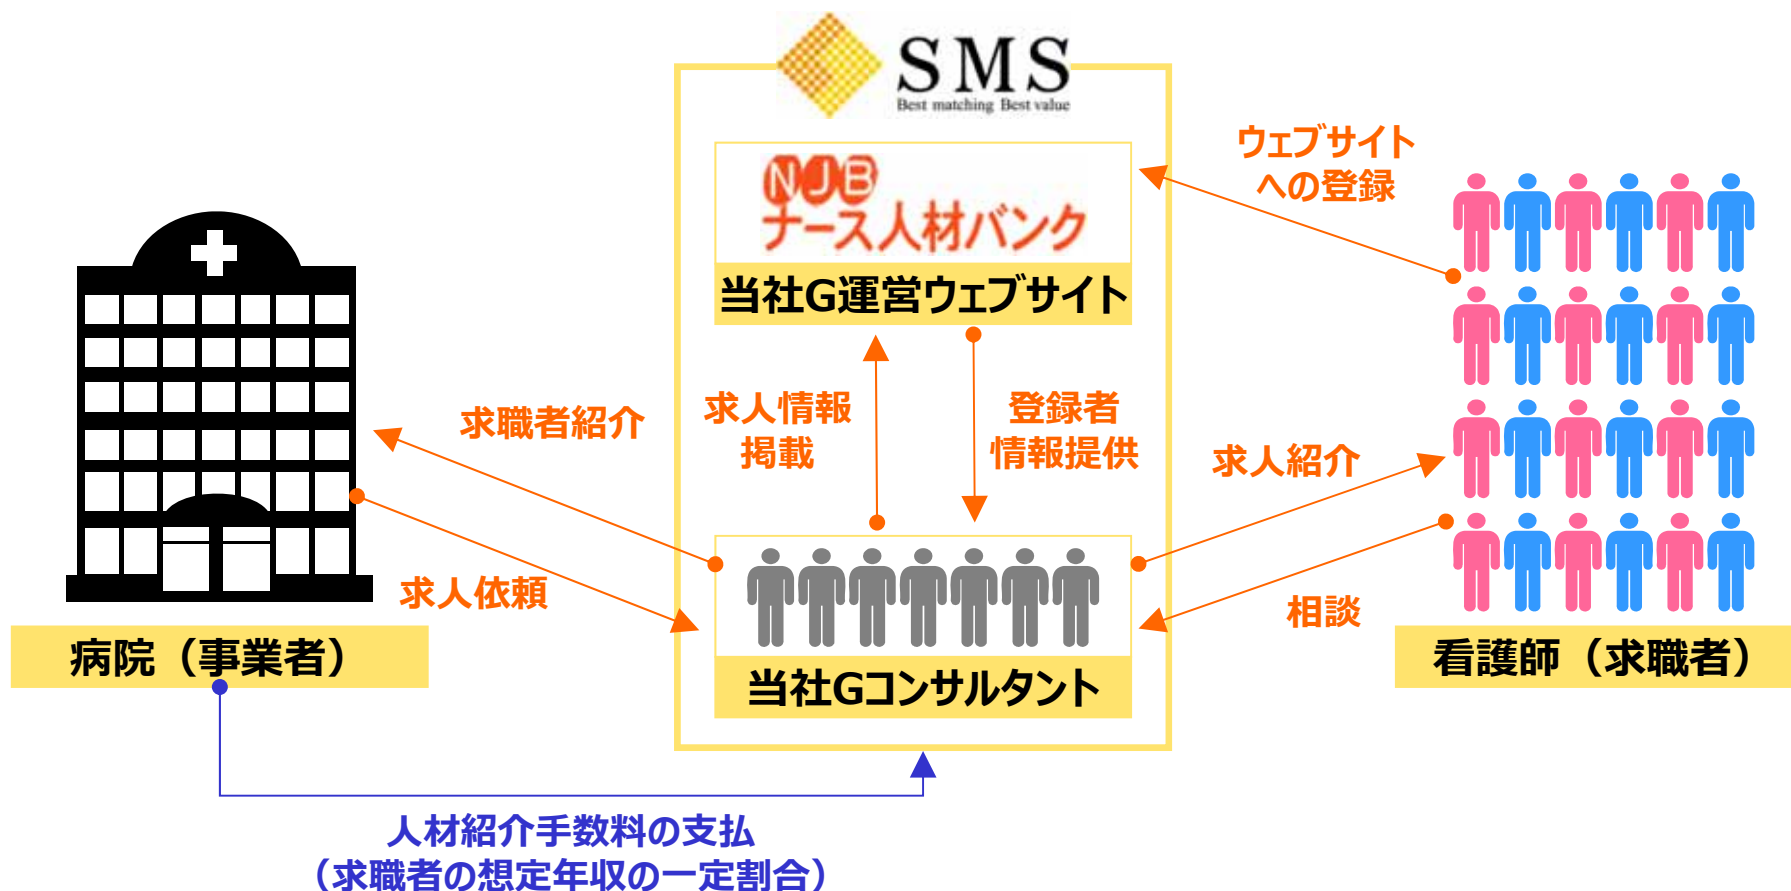 SMS
Best matching Best value
NJB
ナース人材バンク
当社G運営ウェブサイト
ウェブサイト
への登録
求職者紹介
求人情報
掲載
登録者
情報提供
求人紹介
求人依頼
相談
病院（事業者）
当社Gコンサルタント
看護師（求職者）
人材紹介手数料の支払
（求職者の想定年収の一定割合）